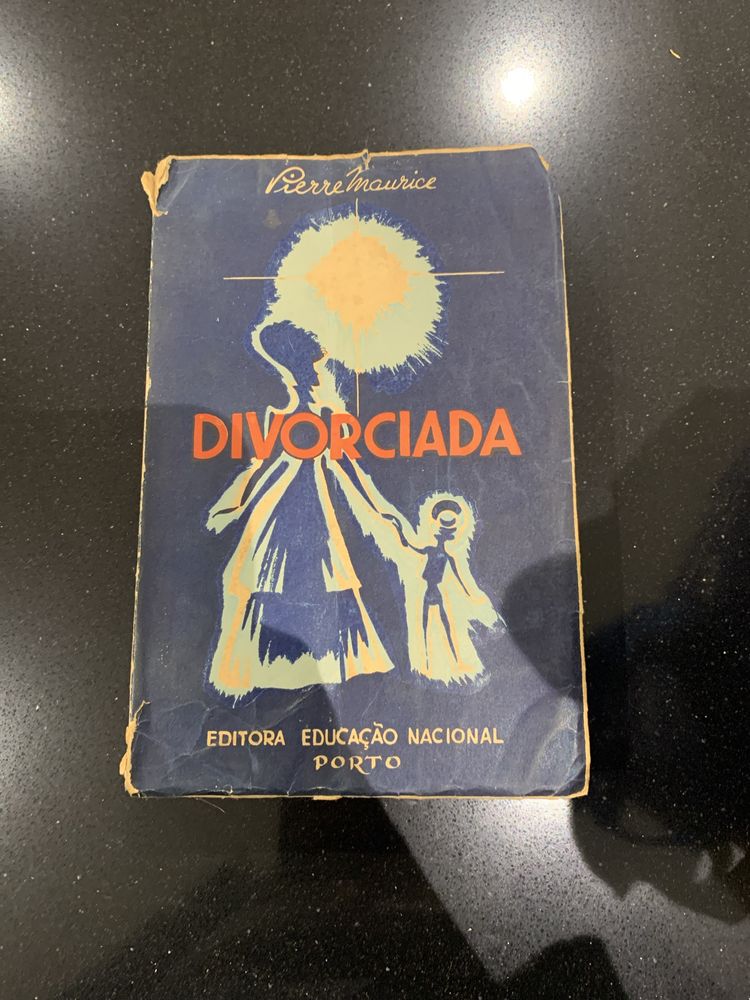 Pierre Maurice
DIVORCIADA
EDITORA EDUCAÇÃO NACIONAL
PORTO